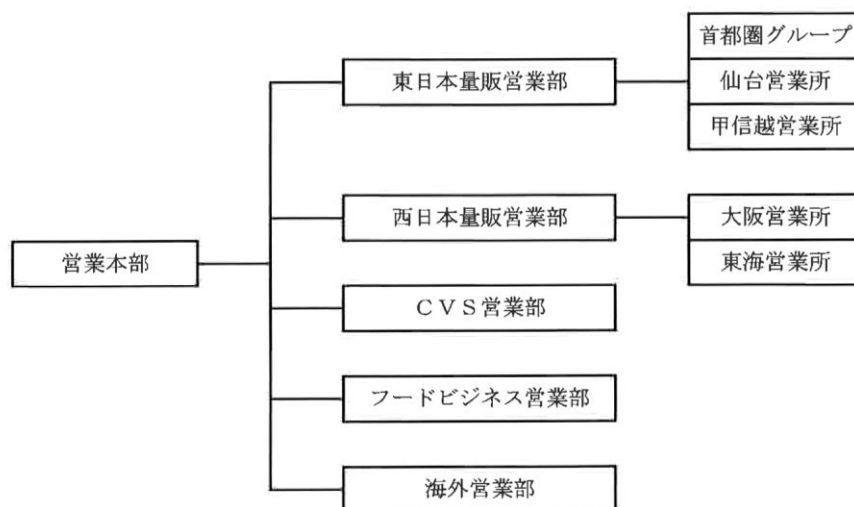 首都圏グループ
東日本量販営業部
仙台営業所
甲信越営業所
西日本量販営業部
大阪営業所
営業本部
東海営業所
CVS営業部
フードビジネス営業部
海外営業部